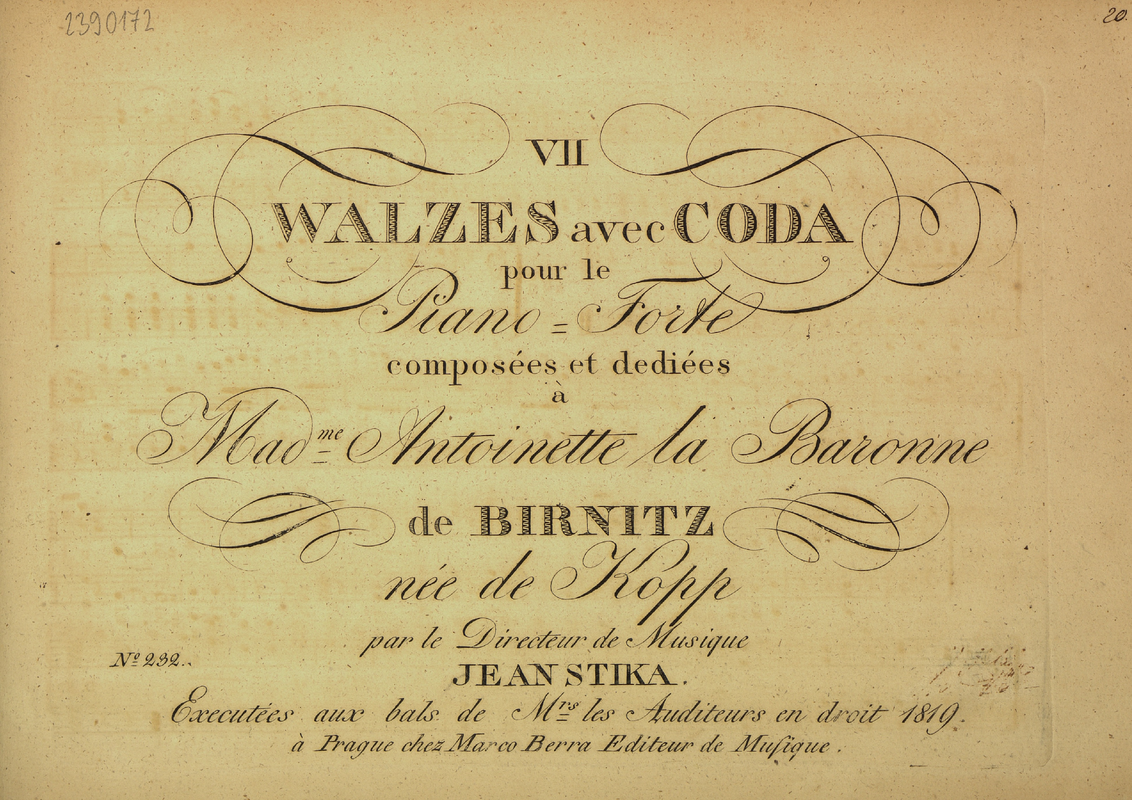 2390172
20.
VII
WALZES avec CODA
pour le
Piano = Forte
composées et dediées
à
Mad.me Antoinette la Baronne
de BIRNITZ
née de Kopp
par le Directeur de Musique
No 232.
JEAN STIKA.
Executées aux bals de Mrs les Auditeurs en droit 1819.
à Prague chez Marco Berra Editeur de Muſique.